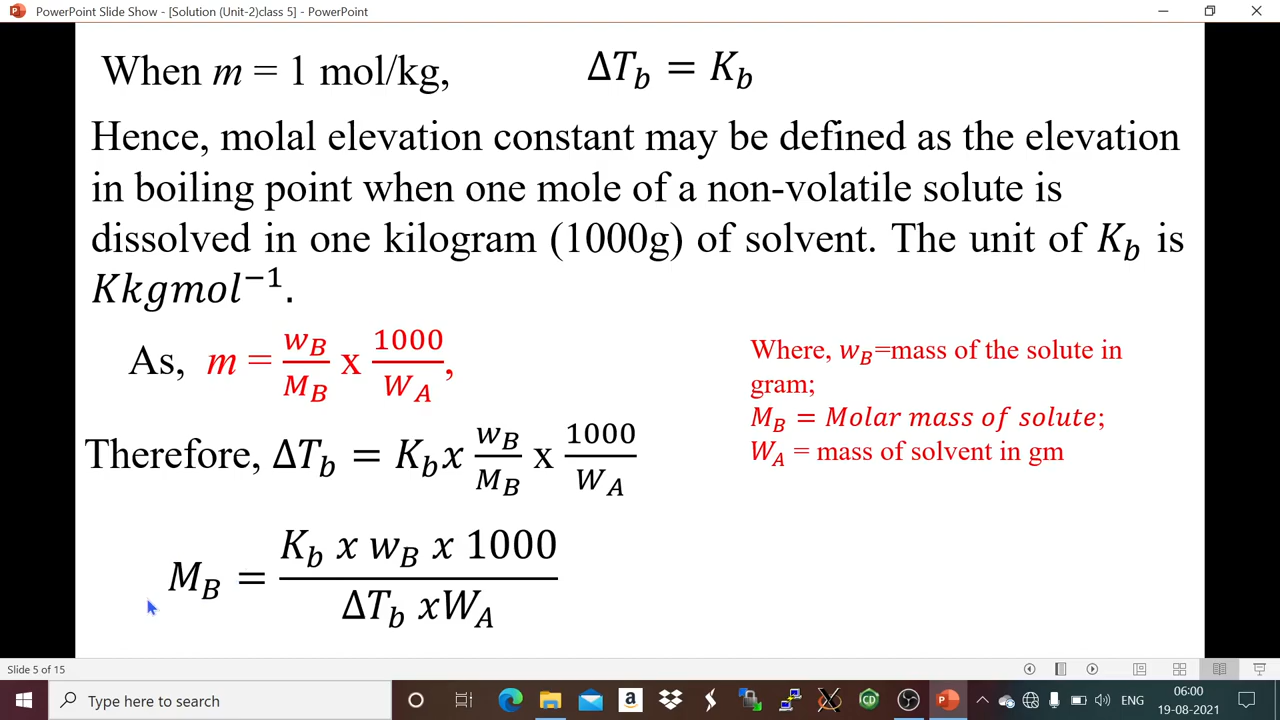 PowerPoint Slide Show - [Solution (Unit-2)class 5] - PowerPoint
When m = 1 mol/kg, ΔT_b = K_b
Hence, molal elevation constant may be defined as the elevation
in boiling point when one mole of a non-volatile solute is
dissolved in one kilogram (1000g) of solvent. The unit of K_b is
Kkgmol⁻¹.
As, m = w_B/M_B x 1000/W_A,
Where, w_B=mass of the solute in
gram;
M_B = Molar mass of solute;
W_A = mass of solvent in gm
Therefore, ΔT_b = K_b x w_B/M_B x 1000/W_A
M_B = K_b x w_B x 1000 / ΔT_b xW_A
Slide 5 of 15
Type here to search
a
CD
ENG
06:00
19-08-2021